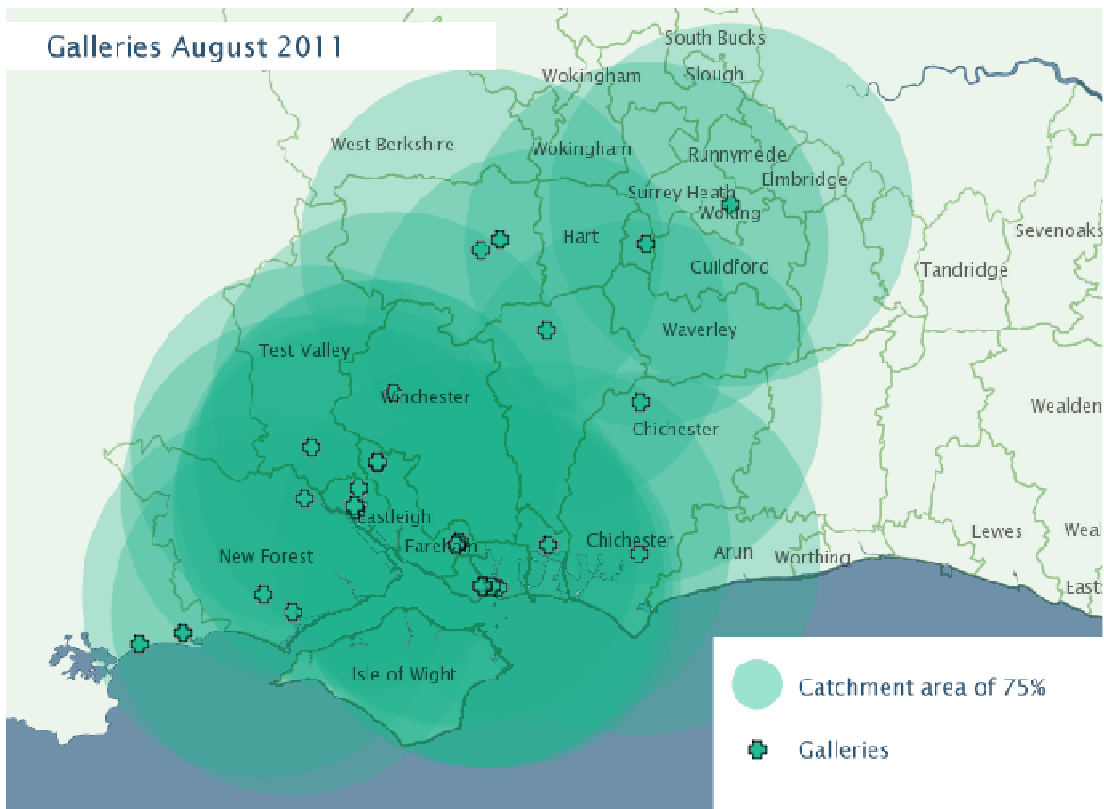 Galleries August 2011
South Bucks
Wokingham
Slough
West Berkshire
Wokingham
Runnymede
Elmbridge
Surrey Heath
Woking
Sevenoaks
Hart
Guildford
Tandridge
Waverley
Test Valley
Winchester
Wealden
Chichester
Eastleigh
Lewes
Weal
Fareham
Chichester
New Forest
Arun
Worthing
East
Isle of Wight
Catchment area of 75%
Galleries